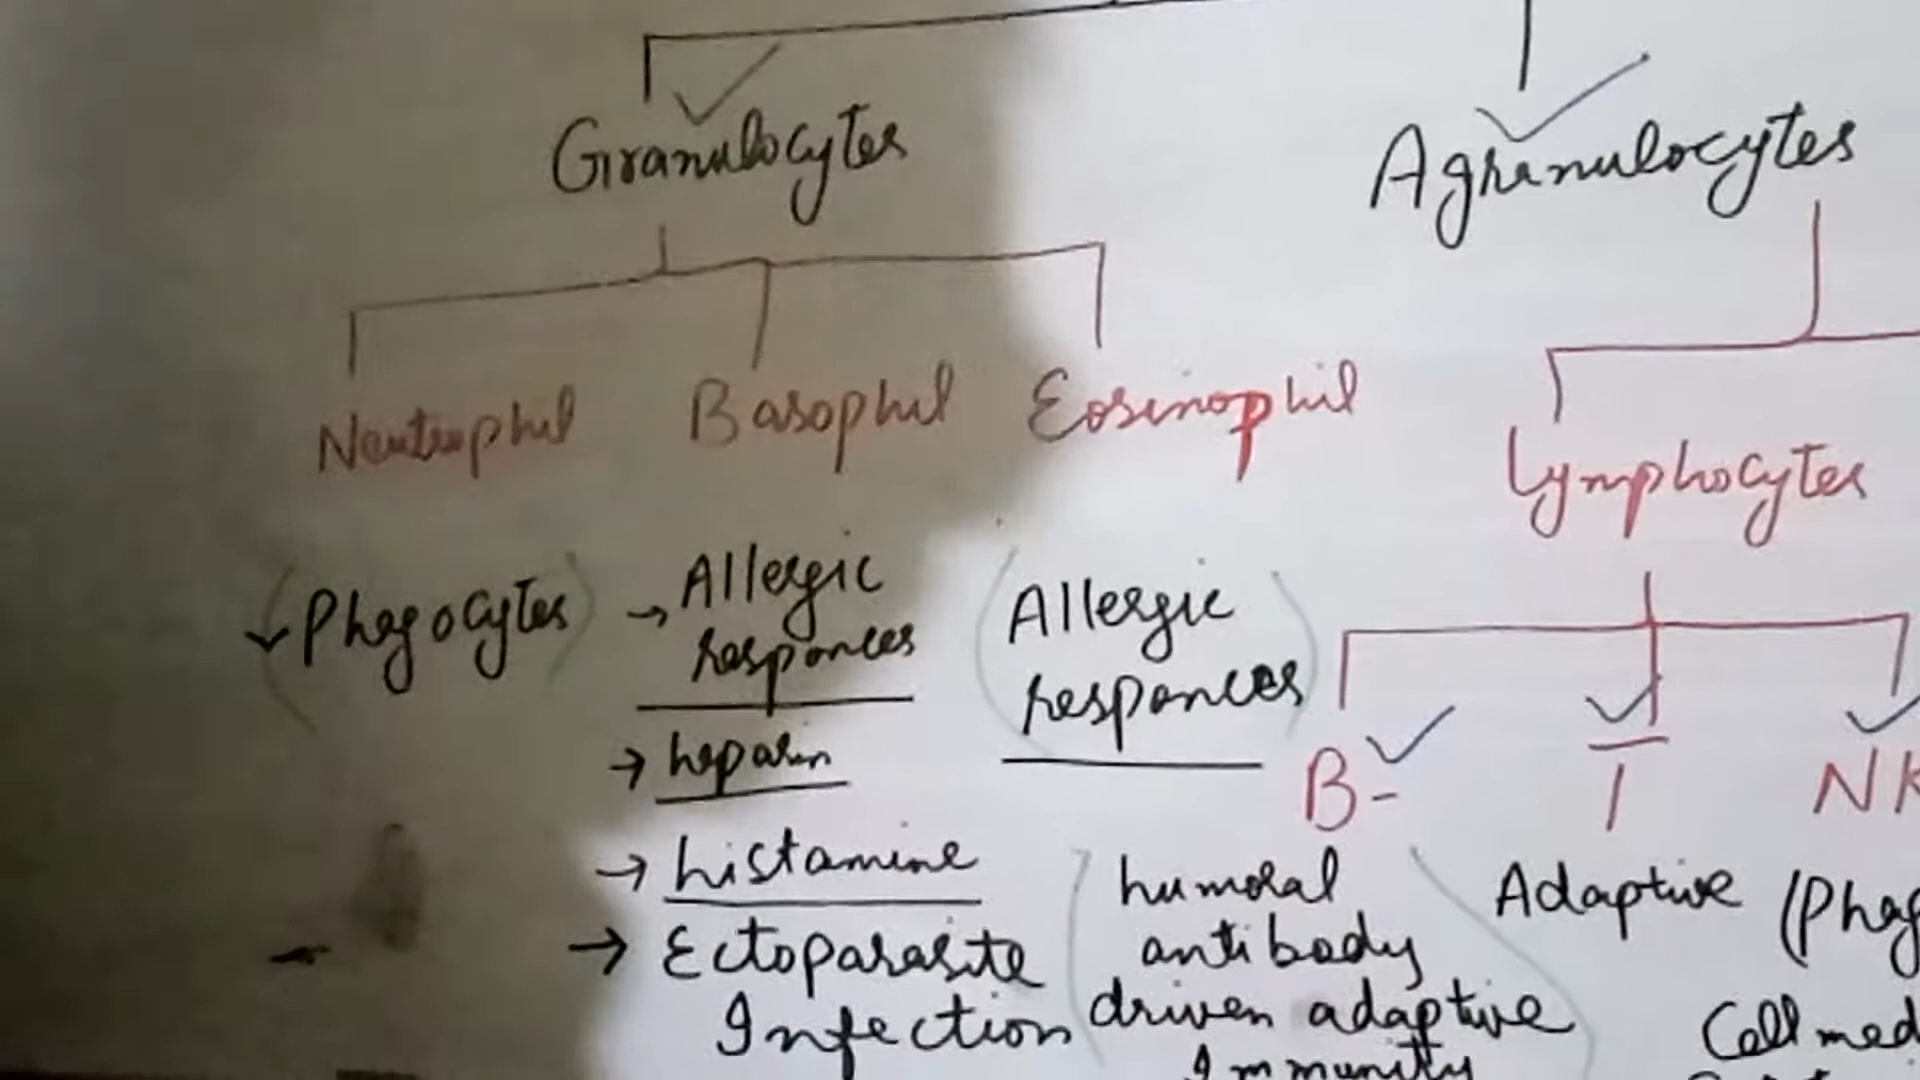 Granulocytes
Agranulocytes
Neutrophil Basophil Eosinophil
Lymphocytes
Phagocytes
→ Allergic
responces
→ heparin
→ histamine
→ Ectoparasite
Infection
Allergic
responces
B- T NK
humoral
antibody
driven adaptive
Immunity
Adaptive
(Phag
Cell med